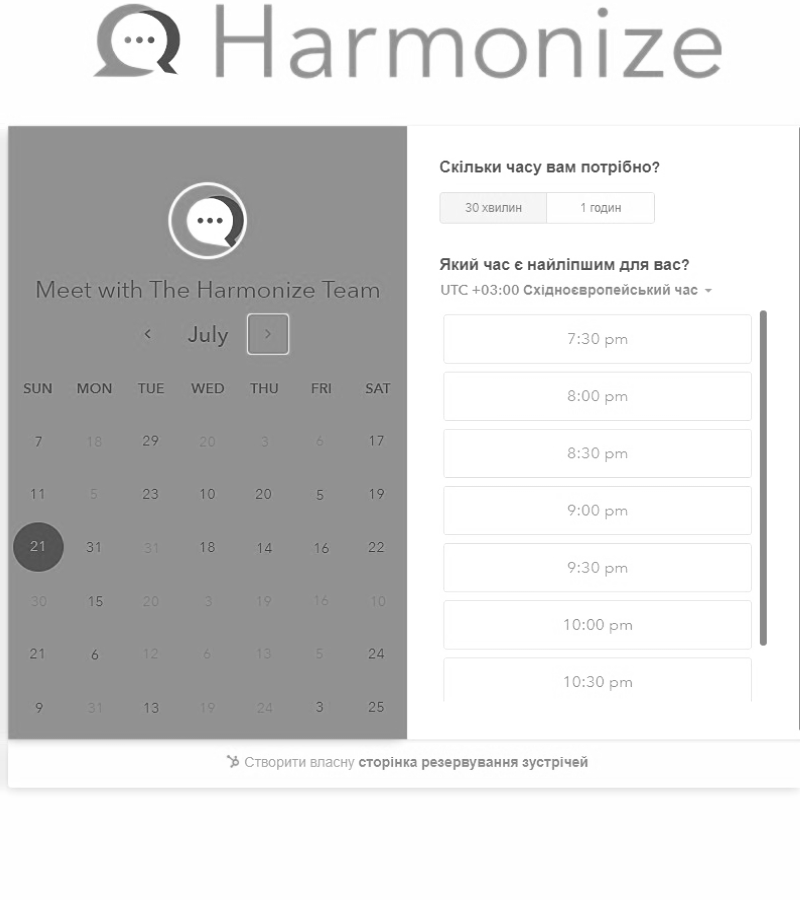 Harmonize
Meet with The Harmonize Team
July
SUN MON TUE WED THU FRI SAT
7 18 29 20 3 6 17
11 5 23 10 20 5 19
21 31 31 18 14 16 22
30 15 20 3 19 16 10
21 6 12 6 13 5 24
9 31 13 19 24 3 25
Скільки часу вам потрібно?
30 хвилин 1 годин
Який час є найліпшим для вас?
UTC +03:00 Східноєвропейський час
7:30 pm
8:00 pm
8:30 pm
9:00 pm
9:30 pm
10:00 pm
10:30 pm
Створити власну сторінка резервування зустрічей